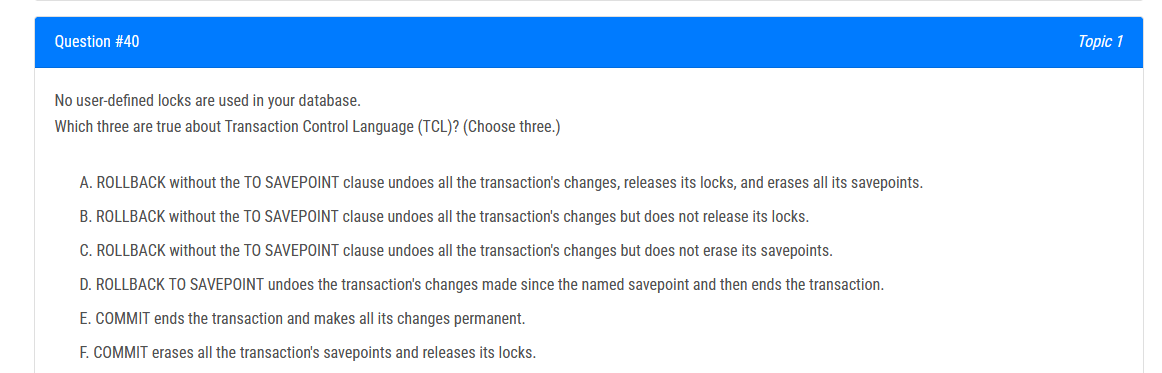 Question #40
Topic 1
No user-defined locks are used in your database.
Which three are true about Transaction Control Language (TCL)? (Choose three.)
A. ROLLBACK without the TO SAVEPOINT clause undoes all the transaction's changes, releases its locks, and erases all its savepoints.
B. ROLLBACK without the TO SAVEPOINT clause undoes all the transaction's changes but does not release its locks.
C. ROLLBACK without the TO SAVEPOINT clause undoes all the transaction's changes but does not erase its savepoints.
D. ROLLBACK TO SAVEPOINT undoes the transaction's changes made since the named savepoint and then ends the transaction.
E. COMMIT ends the transaction and makes all its changes permanent.
F. COMMIT erases all the transaction's savepoints and releases its locks.